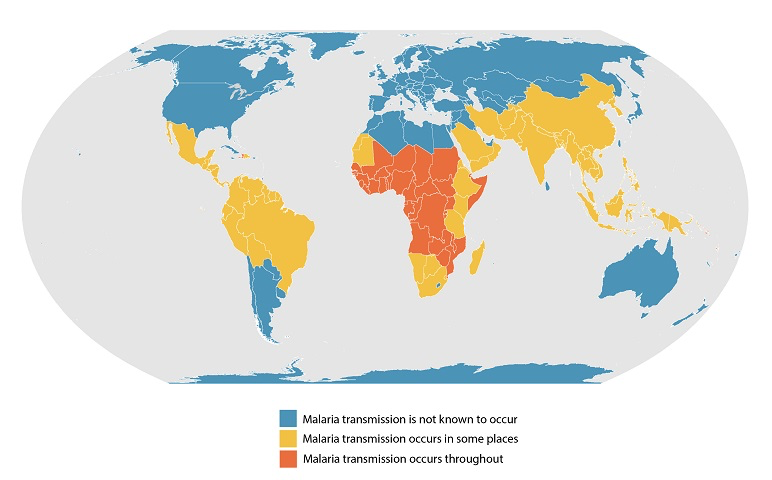 Malaria transmission is not known to occur
Malaria transmission occurs in some places
Malaria transmission occurs throughout